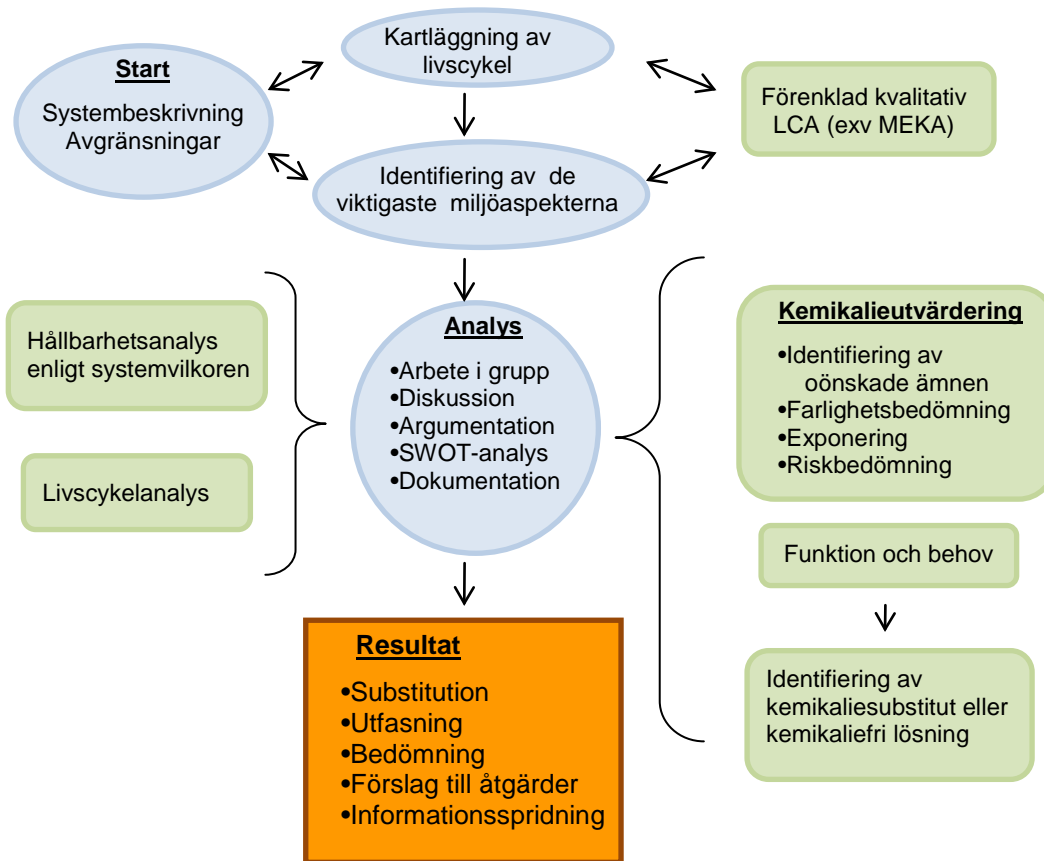 Start
Systembeskrivning
Avgränsningar
Kartläggning av
livscykel
Förenklad kvalitativ
LCA (exv MEKA)
Identifiering av de
viktigaste miljöaspekterna
Hållbarhetsanalys
enligt systemvilkoren
Livscykelanalys
Analys
•Arbete i grupp
•Diskussion
•Argumentation
•SWOT-analys
•Dokumentation
Kemikalieutvärdering
•Identifiering av
oönskade ämnen
•Farlighetsbedömning
•Exponering
•Riskbedömning
Funktion och behov
Identifiering av
kemikaliesubstitut eller
kemikaliefri lösning
Resultat
•Substitution
•Utfasning
•Bedömning
•Förslag till åtgärder
•Informationsspridning